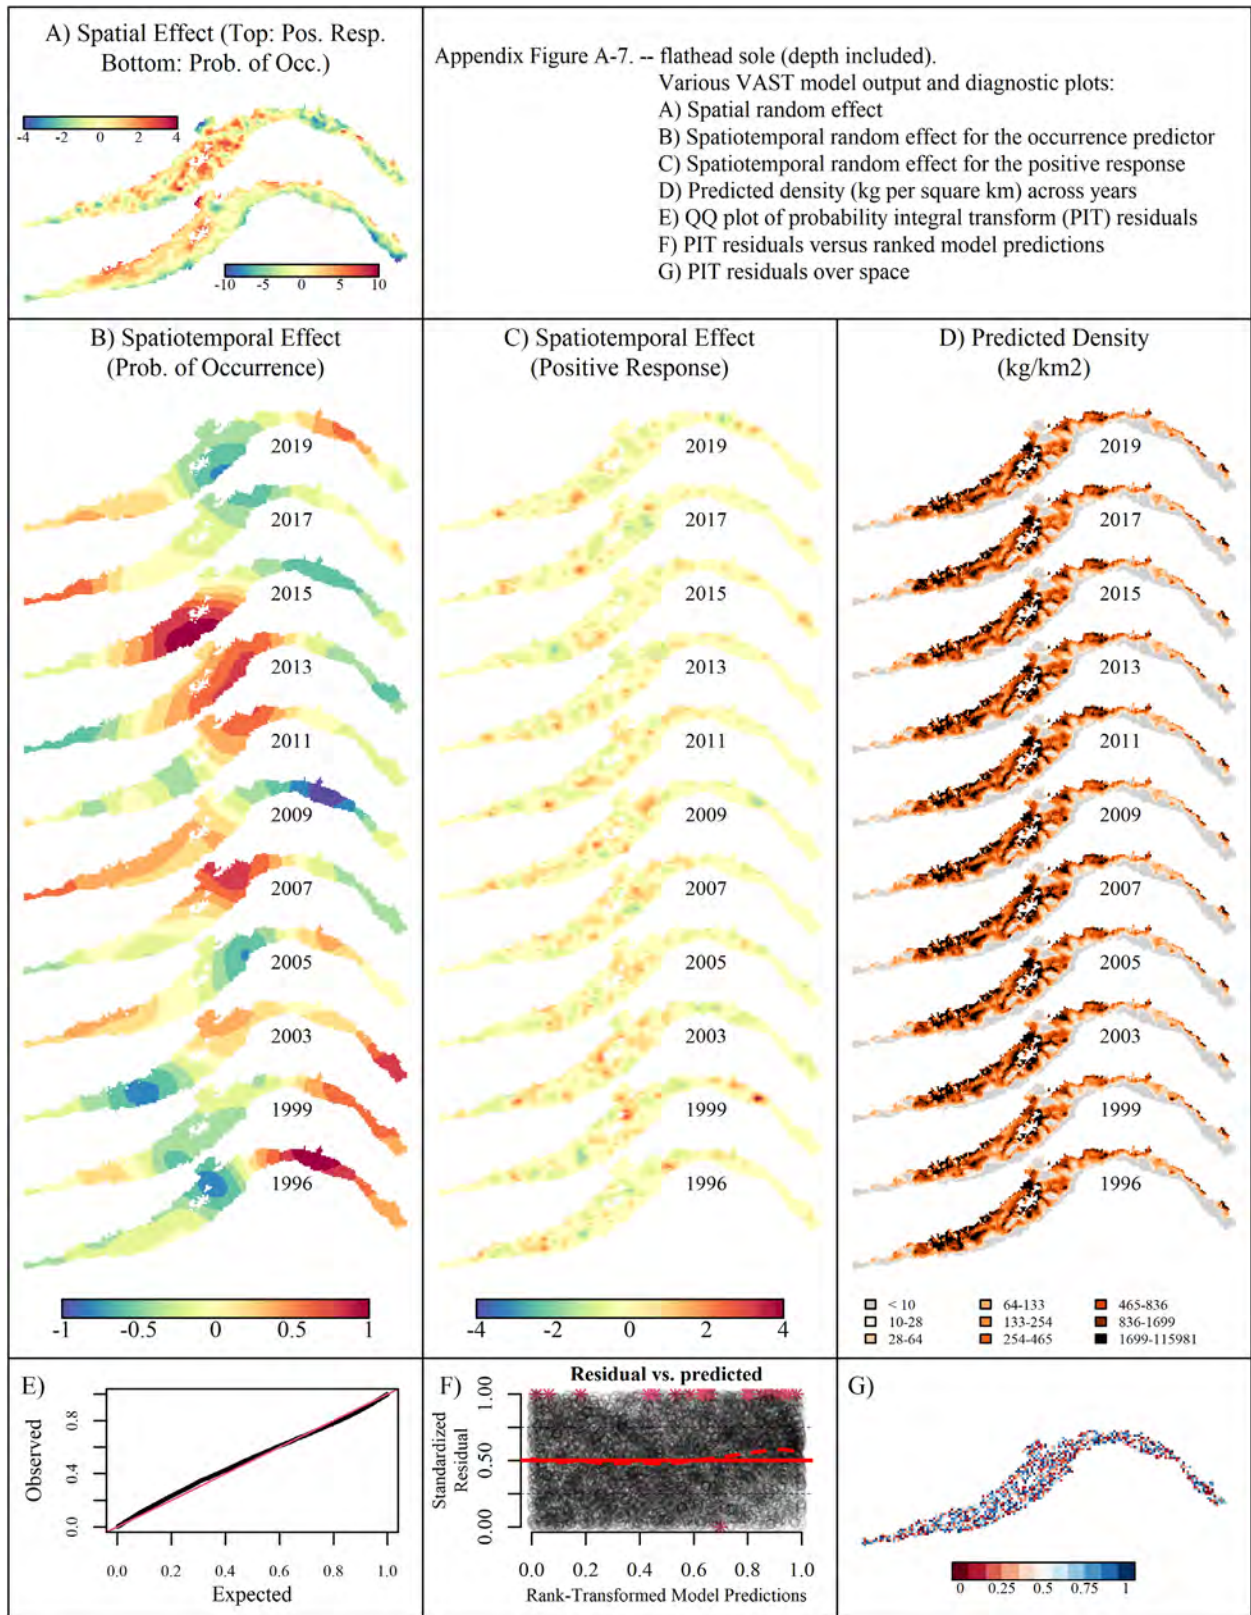 A) Spatial Effect (Top: Pos. Resp.
Bottom: Prob. of Occ.)
-4 -2 0 2 4
-10 -5 0 5 10
Appendix Figure A-7. -- flathead sole (depth included).
Various VAST model output and diagnostic plots:
A) Spatial random effect
B) Spatiotemporal random effect for the occurrence predictor
C) Spatiotemporal random effect for the positive response
D) Predicted density (kg per square km) across years
E) QQ plot of probability integral transform (PIT) residuals
F) PIT residuals versus ranked model predictions
G) PIT residuals over space
B) Spatiotemporal Effect
(Prob. of Occurrence)
2019
2017
2015
2013
2011
2009
2007
2005
2003
1999
1996
-1 -0.5 0 0.5 1
C) Spatiotemporal Effect
(Positive Response)
2019
2017
2015
2013
2011
2009
2007
2005
2003
1999
1996
-4 -2 0 2 4
D) Predicted Density
(kg/km2)
2019
2017
2015
2013
2011
2009
2007
2005
2003
1999
1996
< 10 64-133 465-836
10-28 133-254 836-1699
28-64 254-465 1699-115981
E)
Observed
0.0 0.4 0.8
0.0 0.2 0.4 0.6 0.8 1.0
Expected
F)
Residual vs. predicted
Standardized
Residual
0.00 0.50 1.00
0.0 0.2 0.4 0.6 0.8 1.0
Rank-Transformed Model Predictions
G)
0 0.25 0.5 0.75 1